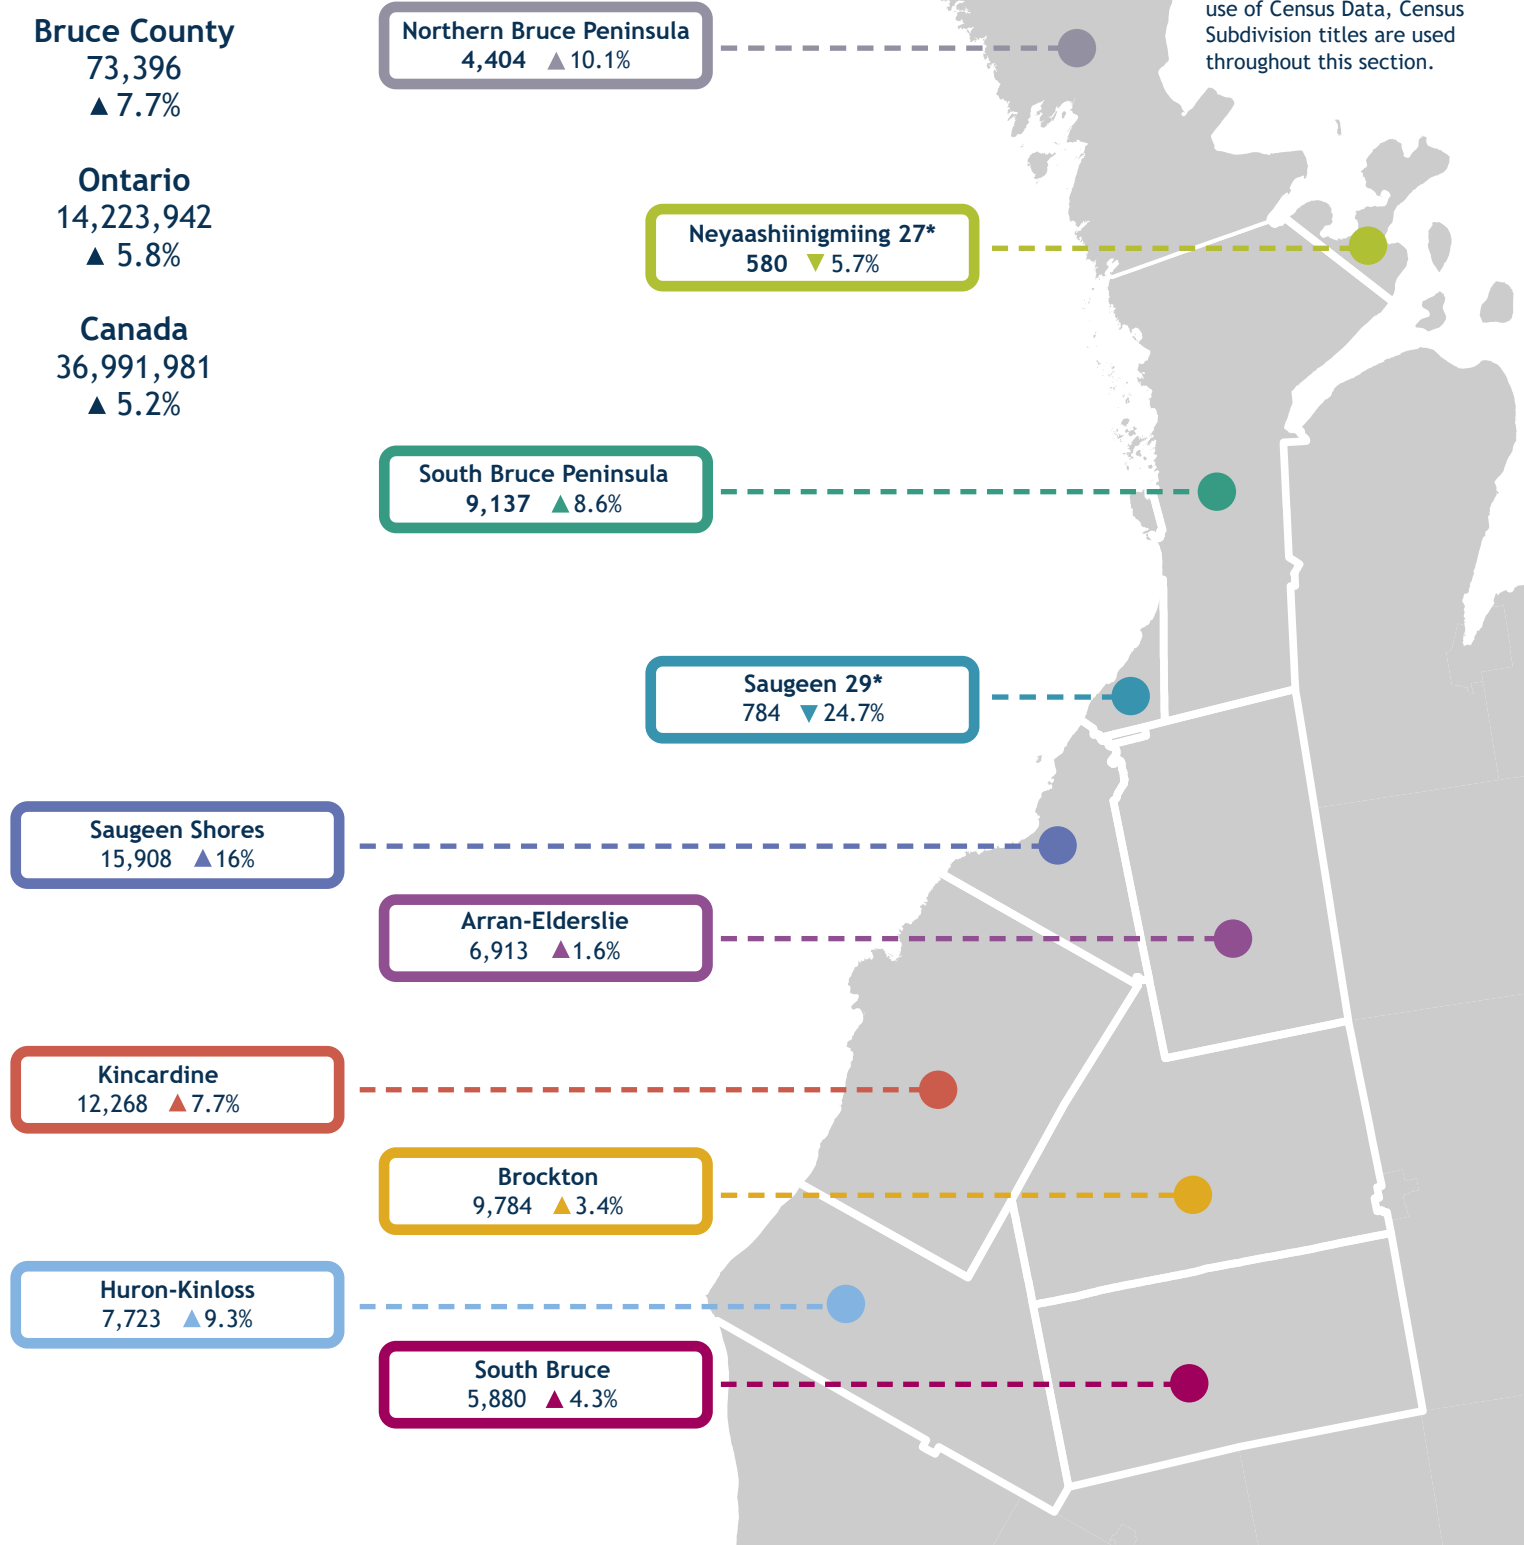 Bruce County
73,396
▲ 7.7%
Ontario
14,223,942
▲ 5.8%
Canada
36,991,981
▲ 5.2%
use of Census Data, Census
Subdivision titles are used
throughout this section.
Northern Bruce Peninsula
4,404 ▲ 10.1%
Neyaashiinigmiing 27*
580 ▼ 5.7%
South Bruce Peninsula
9,137 ▲ 8.6%
Saugeen 29*
784 ▼ 24.7%
Saugeen Shores
15,908 ▲ 16%
Arran-Elderslie
6,913 ▲ 1.6%
Kincardine
12,268 ▲ 7.7%
Brockton
9,784 ▲ 3.4%
Huron-Kinloss
7,723 ▲ 9.3%
South Bruce
5,880 ▲ 4.3%